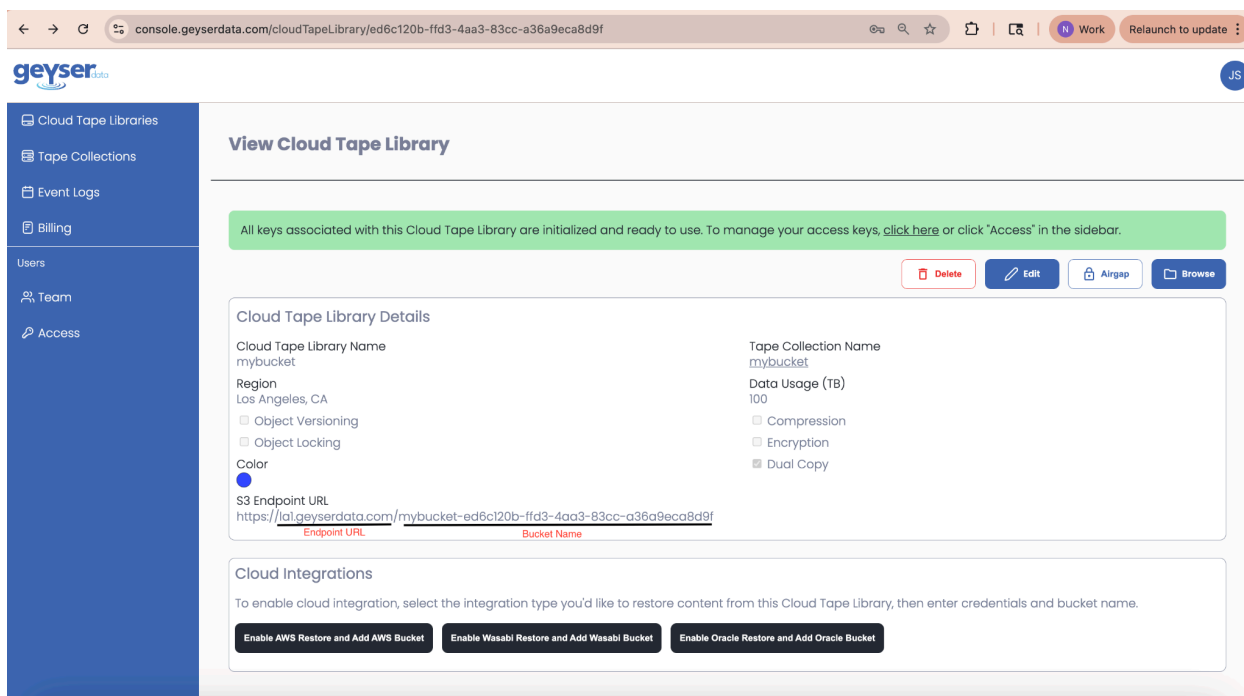 console.geyserdata.com/cloudTapeLibrary/ed6c120b-ffd3-4aa3-83cc-a36a9eca8d9f
N Work
Relaunch to update
geyser data
JS
Cloud Tape Libraries
Tape Collections
Event Logs
Billing
Users
Team
Access
View Cloud Tape Library
All keys associated with this Cloud Tape Library are initialized and ready to use. To manage your access keys, click here or click "Access" in the sidebar.
Delete
Edit
Airgap
Browse
Cloud Tape Library Details
Cloud Tape Library Name
mybucket
Tape Collection Name
mybucket
Region
Los Angeles, CA
Data Usage (TB)
100
Object Versioning
Compression
Object Locking
Encryption
Color
Dual Copy
S3 Endpoint URL
https://la1.geyserdata.com/mybucket-ed6c120b-ffd3-4aa3-83cc-a36a9eca8d9f
Endpoint URL
Bucket Name
Cloud Integrations
To enable cloud integration, select the integration type you'd like to restore content from this Cloud Tape Library, then enter credentials and bucket name.
Enable AWS Restore and Add AWS Bucket
Enable Wasabi Restore and Add Wasabi Bucket
Enable Oracle Restore and Add Oracle Bucket